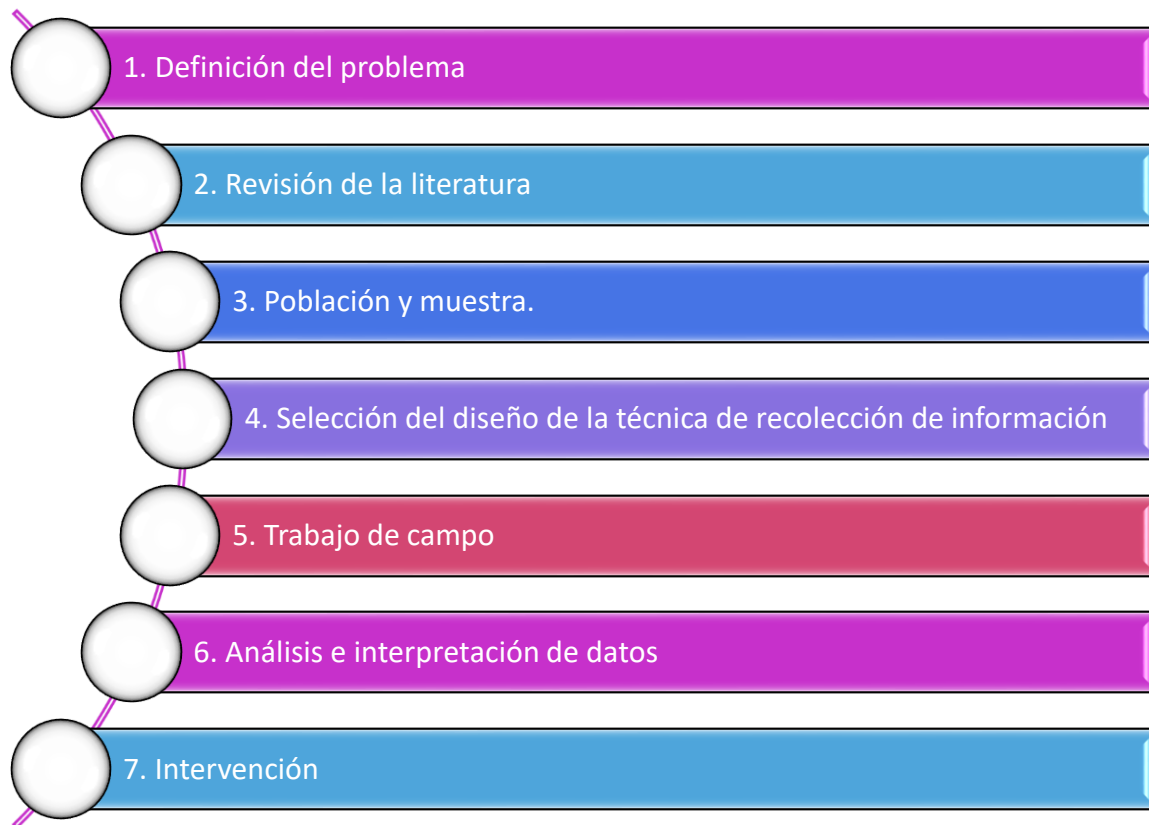 1. Definición del problema
2. Revisión de la literatura
3. Población y muestra.
4. Selección del diseño de la técnica de recolección de información
5. Trabajo de campo
6. Análisis e interpretación de datos
7. Intervención